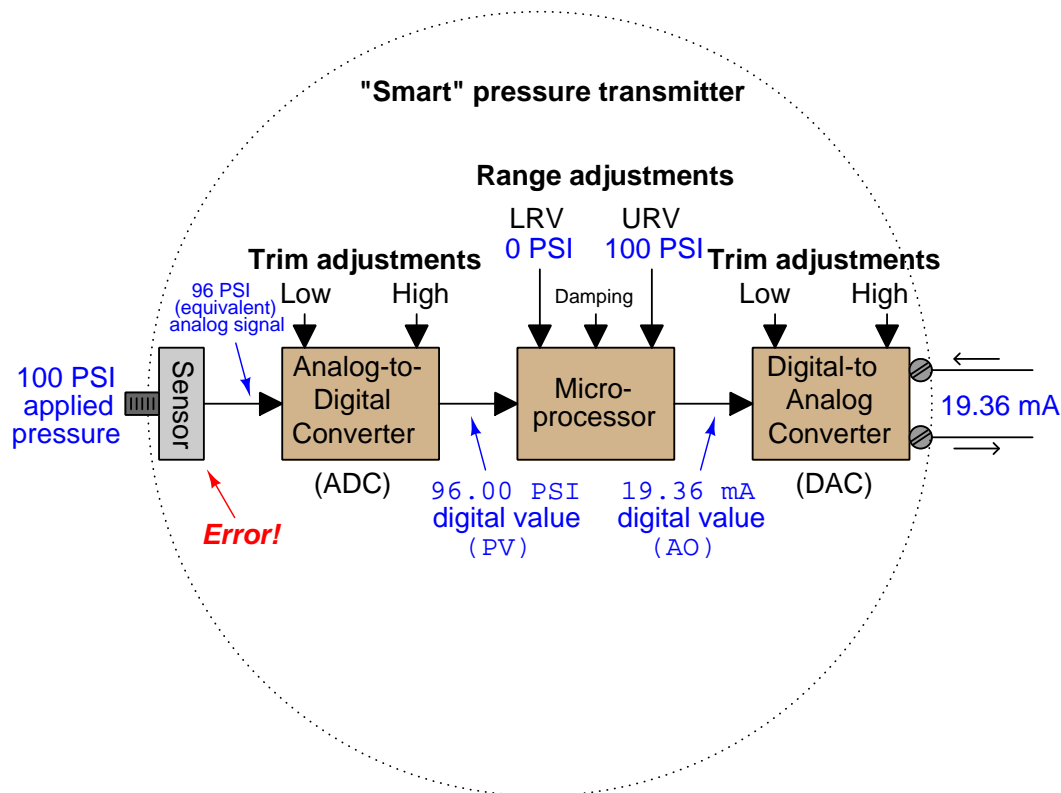 "Smart" pressure transmitter
Range adjustments
LRV
0 PSI
URV
100 PSI
Trim adjustments
Low
High
Damping
Trim adjustments
Low
High
96 PSI
(equivalent)
analog signal
100 PSI
applied
pressure
Sensor
Analog-to-
Digital
Converter
(ADC)
Micro-
processor
Digital-to
Analog
Converter
(DAC)
19.36 mA
Error!
96.00 PSI
digital value
(PV)
19.36 mA
digital value
(AO)